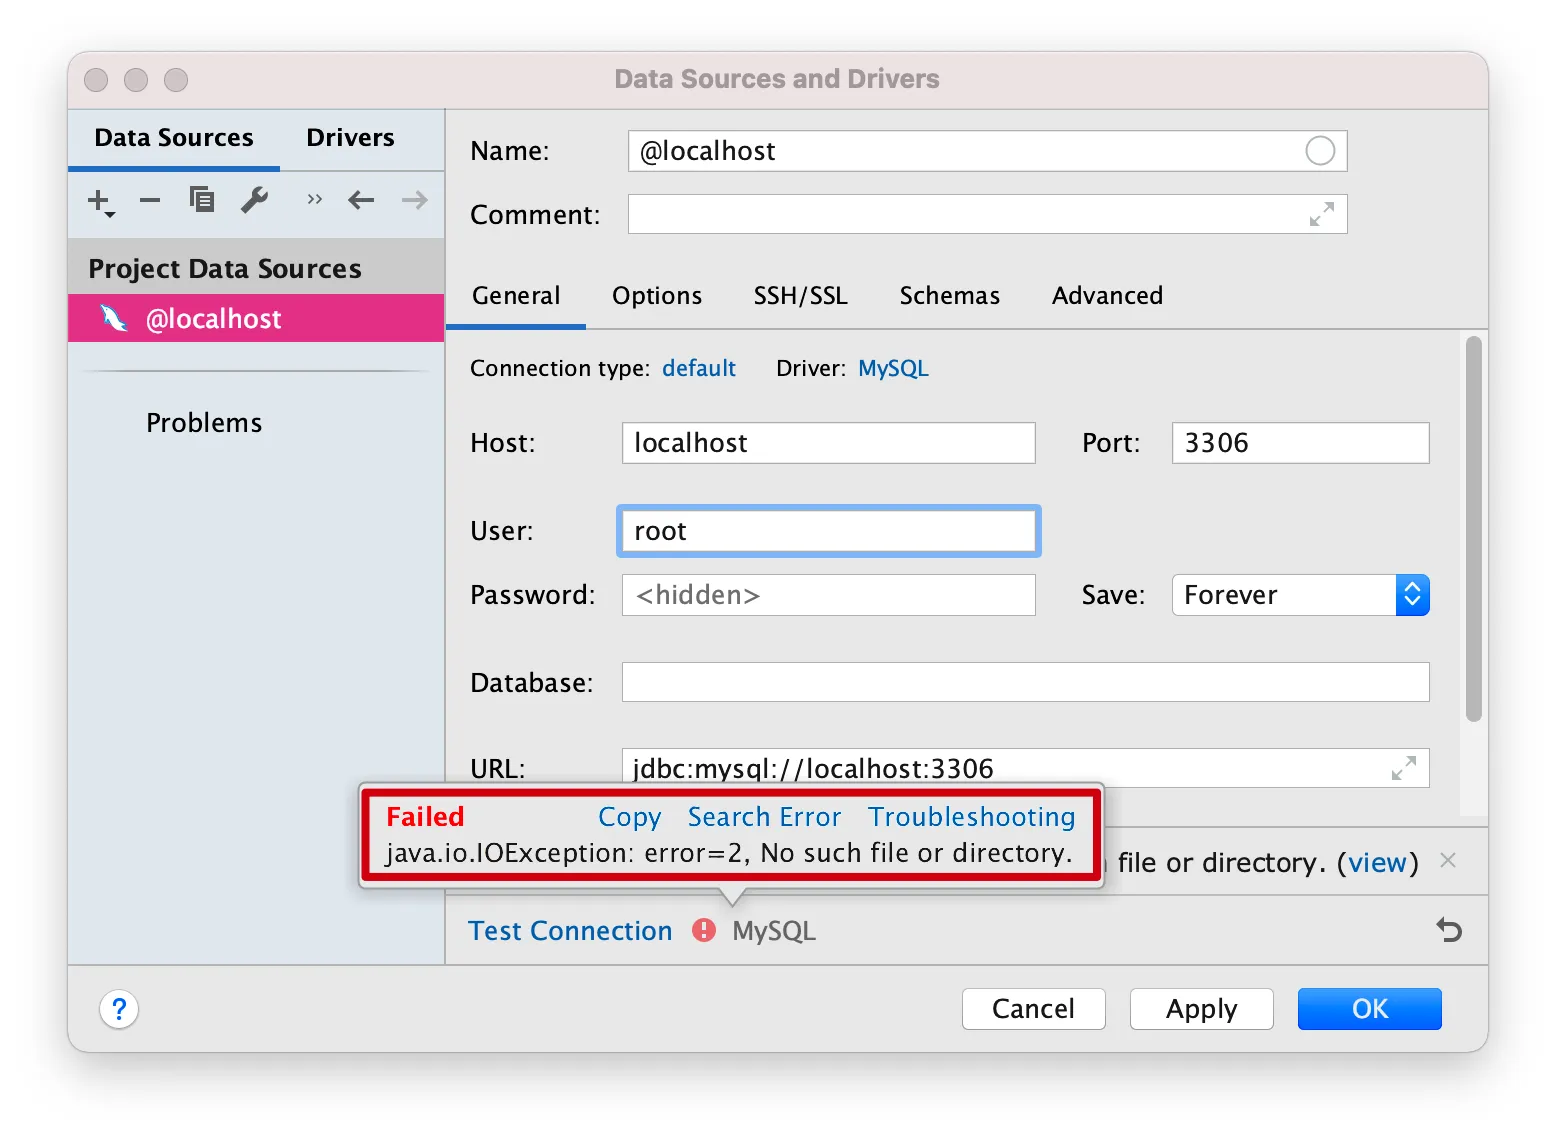 Data Sources and Drivers
Data Sources Drivers
Project Data Sources
@localhost
Problems
Name: @localhost
Comment:
General Options SSH/SSL Schemas Advanced
Connection type: default Driver: MySQL
Host: localhost Port: 3306
User: root
Password: <hidden> Save: Forever
Database:
URL: jdbc:mysql://localhost:3306
Failed Copy Search Error Troubleshooting
java.io.IOException: error=2, No such file or directory.
file or directory. (view)
Test Connection MySQL
? Cancel Apply OK